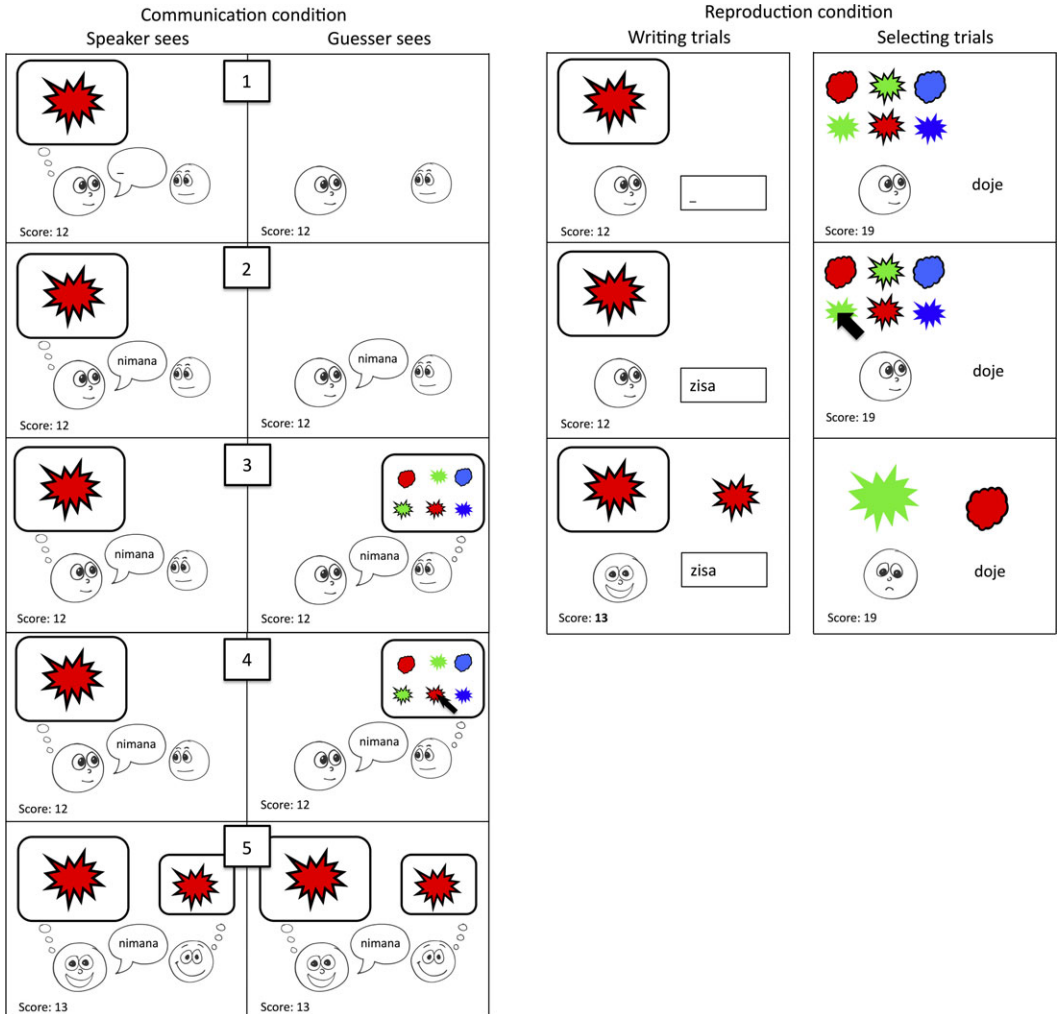 Communication condition
Speaker sees
Guesser sees
1
_
Score: 12
Score: 12
2
nimana
nimana
Score: 12
Score: 12
3
nimana
nimana
Score: 12
Score: 12
4
nimana
nimana
Score: 12
Score: 12
5
nimana
nimana
Score: 13
Score: 13
Reproduction condition
Writing trials
Selecting trials
_
doje
Score: 12
Score: 19
zisa
doje
Score: 12
Score: 19
zisa
doje
Score: 13
Score: 19